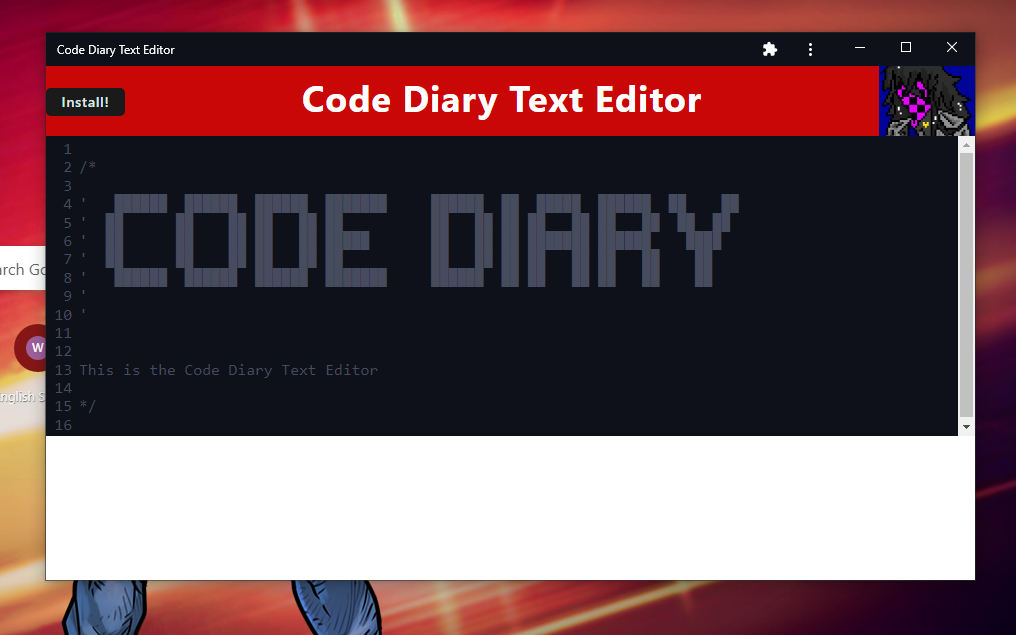 Code Diary Text Editor
Install!
Code Diary Text Editor
1
2 /*
3
4 '
5 '
6 '
7 '
8 '
CODE DIARY
9 '
10 '
11
12
13 This is the Code Diary Text Editor
14
15 */
16
arch Go
W
nglish S